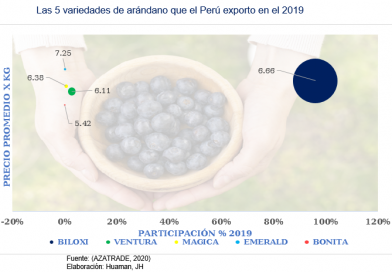 Las 5 variedades de arándano que el Perú exporto en el 2019
7.25
6.38
6.11
6.66
5.42
PRECIO PROMEDIO X KG
-20% 0% 20% 40% 60% 80% 100% 120%
PARTICIPACIÓN % 2019
BILOXI VENTURA MAGICA EMERALD BONITA
Fuente: (AZATRADE, 2020)
Elaboración: Huaman, JH